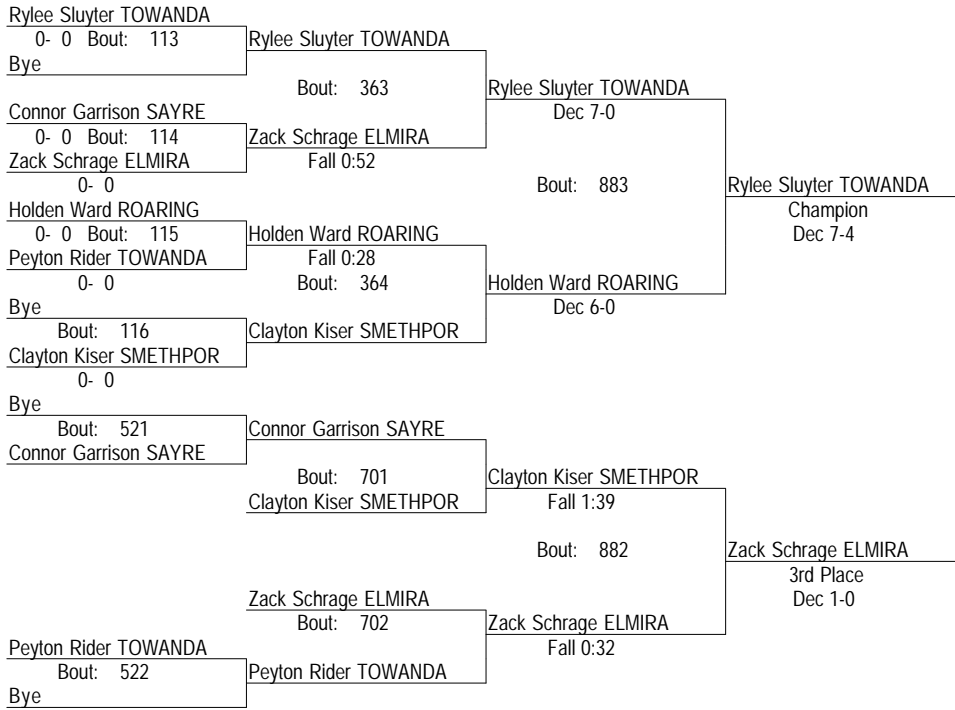 Rylee Sluyter TOWANDA
0- 0 Bout: 113
Rylee Sluyter TOWANDA
Bye
Bout: 363
Rylee Sluyter TOWANDA
Connor Garrison SAYRE
Dec 7-0
0- 0 Bout: 114
Zack Schrage ELMIRA
Zack Schrage ELMIRA
Fall 0:52
0- 0
Bout: 883
Rylee Sluyter TOWANDA
Holden Ward ROARING
Champion
0- 0 Bout: 115
Holden Ward ROARING
Dec 7-4
Peyton Rider TOWANDA
Fall 0:28
0- 0
Bout: 364
Holden Ward ROARING
Bye
Dec 6-0
Bout: 116
Clayton Kiser SMETHPOR
Clayton Kiser SMETHPOR
0- 0
Bye
Bout: 521
Connor Garrison SAYRE
Connor Garrison SAYRE
Bout: 701
Clayton Kiser SMETHPOR
Clayton Kiser SMETHPOR
Fall 1:39
Bout: 882
Zack Schrage ELMIRA
3rd Place
Zack Schrage ELMIRA
Dec 1-0
Bout: 702
Zack Schrage ELMIRA
Peyton Rider TOWANDA
Fall 0:32
Bout: 522
Peyton Rider TOWANDA
Bye